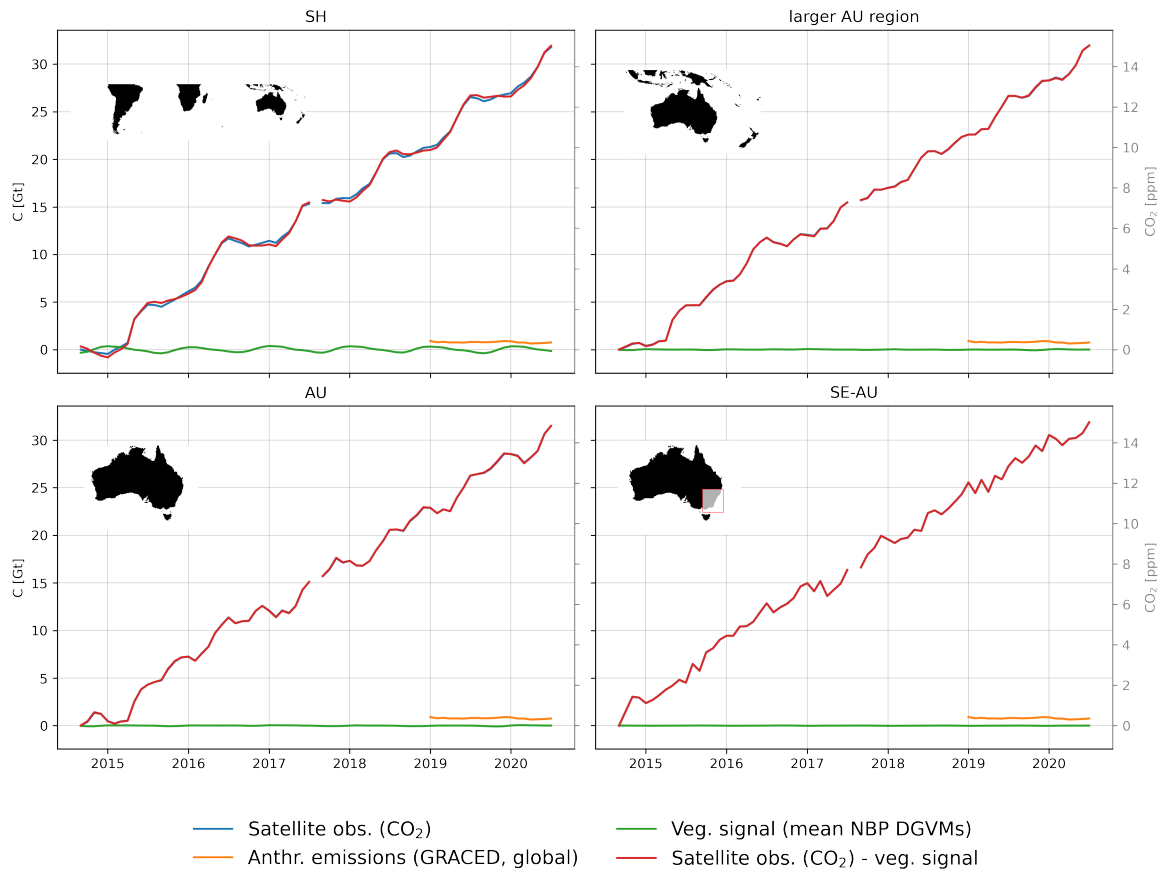 SH
larger AU region
30
25
20
15
10
5
0
C [Gt]
14
12
10
8
6
4
2
0
CO₂ [ppm]
AU
SE-AU
30
25
20
15
10
5
0
C [Gt]
14
12
10
8
6
4
2
0
CO₂ [ppm]
2015 2016 2017 2018 2019 2020
2015 2016 2017 2018 2019 2020
Satellite obs. (CO₂)
Anthr. emissions (GRACED, global)
Veg. signal (mean NBP DGVMs)
Satellite obs. (CO₂) - veg. signal